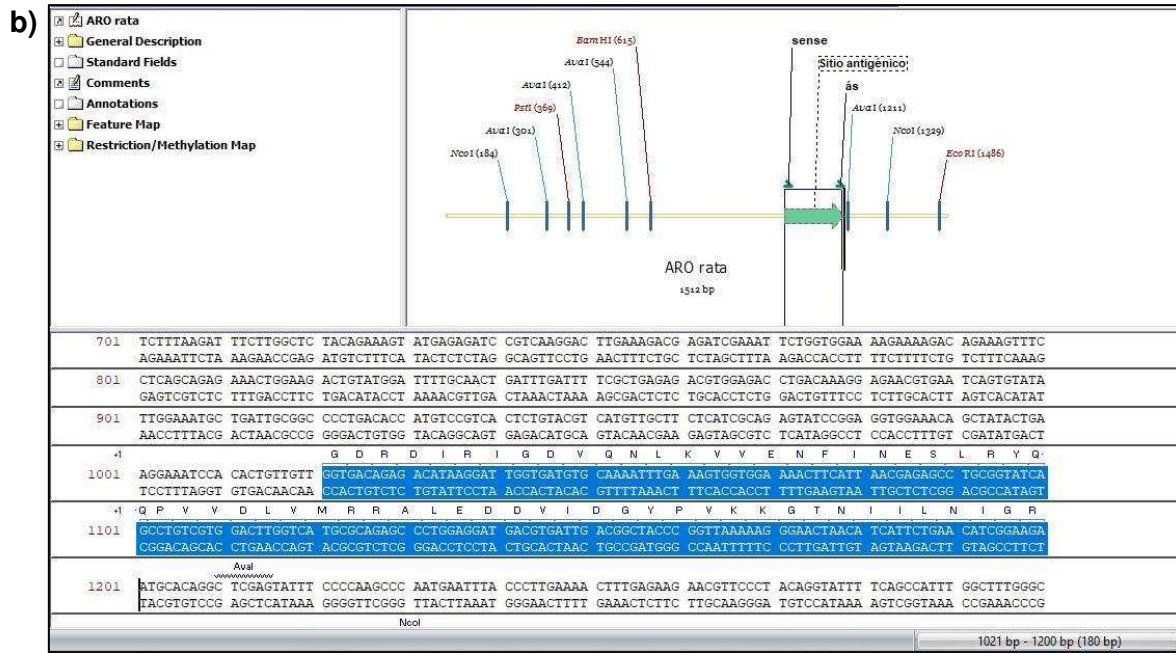 b)
ARO rata
General Description
Standard Fields
Comments
Annotations
Feature Map
Restriction/Methylation Map
BamHI (615)
AvaI (544)
AvaI (412)
PstI (369)
AvaI (301)
NcoI (184)
sense
Sitio antigénico
ás
AvaI (1211)
NcoI (1329)
EcoRI (1486)
ARO rata
1512 bp
701 TCTTTAAGAT TTCTTGGCTC TACAGAAAGT ATGAGAGATC CGTCAAGGAC TTGAAAGACG AGATCGAAAT TCTGGTGGAA AAGAAAAGAC AGAAAGTTTC
AGAAATTCTA AAGAACCGAG ATGTCTTTCA TACTCTCTAG GCAGTTCCTG AACTTTCTGC TCTAGCTTTA AGACCACCTT TTCTTTTCTG TCTTTCAAAG
801 CTCAGCAGAG AAACTGGAAG ACTGTATGGA TTTTGCAACT GATTTGATTT TCGCTGAGAG ACGTGGAGAC CTGACAAAGG AGAACGTGAA TCAGTGTATA
GAGTCGTCTC TTTGACCTTC TGACATACCT AAAACGTTGA CTAAACTAAA AGCGACTCTC TGCACCTCTG GACTGTTTCC TCTTGCACTT AGTCACATAT
901 TTGGAAATGC TGATTGCGGC CCCTGACACC ATGTCCGTCA CTCTGTACGT CATGTTGCTT CTCATCGCAG AGTATCCGGA GGTGGAAACA GCTATACTGA
AACCTTTACG ACTAACGCCG GGGACTGTGG TACAGGCAGT GAGACATGCA GTACAACGAA GAGTAGCGTC TCATAGGCCT CCACCTTTGT CGATATGACT
+1 G D R D I R I G D V Q N L K V V E N F I N E S L R Y Q·
1001 AGGAAATCCA CACTGTTGTT GGTGACAGAG ACATAAGGAT TGGTGATGTG CAAAATTTGA AAGTGGTGGA AAACTTCATT AACGAGAGCC TGCGGTATCA
TCCTTTAGGT GTGACAACAA CCACTGTCTC TGTATTCCTA ACCACTACAC GTTTTAAACT TTCACCACCT TTTGAAGTAA TTGCTCTCGG ACGCCATAGT
+1 ·Q P V V D L V M R R A L E D D V I D G Y P V K K G T N I I L N I G R
1101 GCCTGTCGTG GACTTGGTCA TGCGCAGAGC CCTGGAGGAT GACGTGATTG ACGGCTACCC GGTTAAAAAG GGAACTAACA TCATTCTGAA CATCGGAAGA
CGGACAGCAC CTGAACCAGT ACGCGTCTCG GGACCTCCTA CTGCACTAAC TGCCGATGGG CCAATTTTTC CCTTGATTGT AGTAAGACTT GTAGCCTTCT
AvaI
1201 ATGCACAGGC TCGAGTATTT CCCCAAGCCC AATGAATTTA CCCTTGAAAA CTTTGAGAAG AACGTTCCCT ACAGGTATTT TCAGCCATTT GGCTTTGGGC
TACGTGTCCG AGCTCATAAA GGGGTTCGGG TTACTTAAAT GGGAACTTTT GAAACTCTTC TTGCAAGGGA TGTCCATAAA AGTCGGTAAA CCGAAACCCG
NcoI
1021 bp - 1200 bp (180 bp)